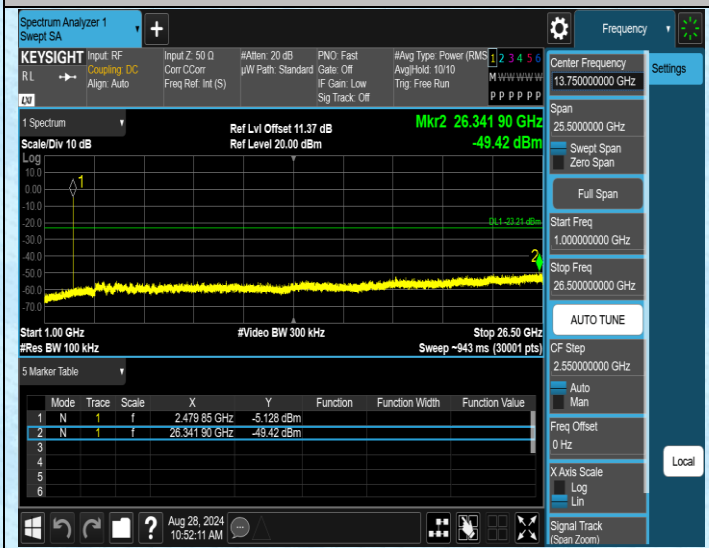 Spectrum Analyzer 1
Swept SA
+
Frequency
KEYSIGHT
RL
LXI
Input: RF
Coupling: DC
Align: Auto
Input Z: 50 Ω
Corr CCorr
Freq Ref: Int (S)
#Atten: 20 dB
µW Path: Standard
PNO: Fast
Gate: Off
IF Gain: Low
Sig Track: Off
#Avg Type: Power (RMS
Avg|Hold: 10/10
Trig: Free Run
1 2 3 4 5 6
M W W W W W
P P P P P P
1 Spectrum
Scale/Div 10 dB
Ref Lvl Offset 11.37 dB
Ref Level 20.00 dBm
Mkr2 26.341 90 GHz
-49.42 dBm
Log
10.0
0.00
-10.0
-20.0
-30.0
-40.0
-50.0
-60.0
-70.0
1
DL1 -23.21 dBm
2
Start 1.00 GHz
#Res BW 100 kHz
#Video BW 300 kHz
Stop 26.50 GHz
Sweep ~943 ms (30001 pts)
5 Marker Table
Mode Trace Scale X Y Function Function Width Function Value
1 N 1 f 2.479 85 GHz -5.128 dBm
2 N 1 f 26.341 90 GHz -49.42 dBm
3
4
5
6
Aug 28, 2024
10:52:11 AM
?
Center Frequency
13.750000000 GHz
Span
25.5000000 GHz
Swept Span
Zero Span
Full Span
Start Freq
1.000000000 GHz
Stop Freq
26.500000000 GHz
AUTO TUNE
CF Step
2.550000000 GHz
Auto
Man
Freq Offset
0 Hz
X Axis Scale
Log
Lin
Signal Track
(Span Zoom)
Settings
Local